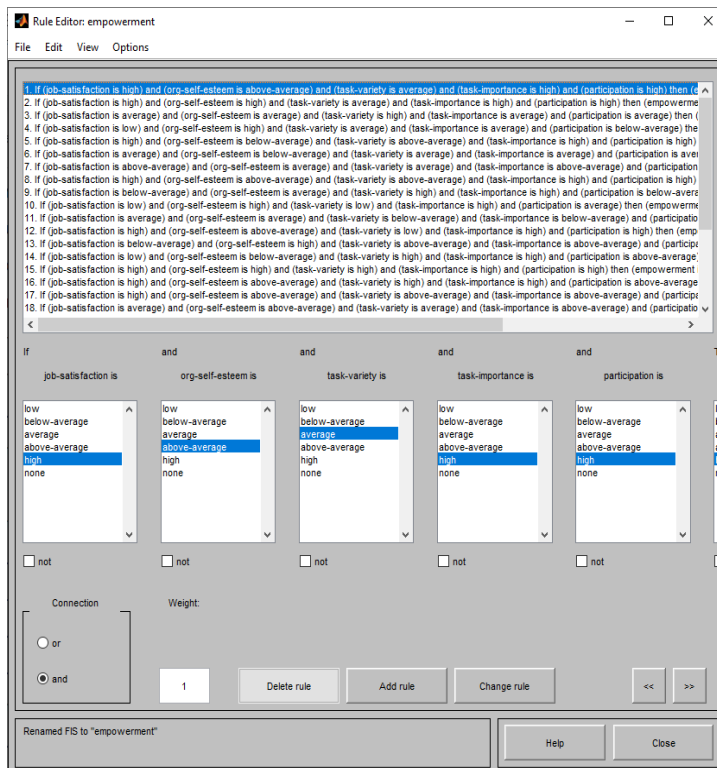 Rule Editor: empowerment
File Edit View Options
1. If (job-satisfaction is high) and (org-self-esteem is above-average) and (task-variety is average) and (task-importance is high) and (participation is high) then (e
2. If (job-satisfaction is high) and (org-self-esteem is high) and (task-variety is average) and (task-importance is high) and (participation is high) then (empowerment
3. If (job-satisfaction is average) and (org-self-esteem is average) and (task-variety is high) and (task-importance is average) and (participation is average) then (
4. If (job-satisfaction is low) and (org-self-esteem is high) and (task-variety is average) and (task-importance is average) and (participation is below-average) the
5. If (job-satisfaction is high) and (org-self-esteem is below-average) and (task-variety is above-average) and (task-importance is high) and (participation is high)
6. If (job-satisfaction is average) and (org-self-esteem is below-average) and (task-variety is average) and (task-importance is average) and (participation is aver
7. If (job-satisfaction is above-average) and (org-self-esteem is average) and (task-variety is average) and (task-importance is above-average) and (participation
8. If (job-satisfaction is high) and (org-self-esteem is above-average) and (task-variety is above-average) and (task-importance is high) and (participation is high)
9. If (job-satisfaction is below-average) and (org-self-esteem is average) and (task-variety is high) and (task-importance is high) and (participation is below-avera
10. If (job-satisfaction is low) and (org-self-esteem is high) and (task-variety is low) and (task-importance is high) and (participation is average) then (empowerme
11. If (job-satisfaction is average) and (org-self-esteem is average) and (task-variety is below-average) and (task-importance is below-average) and (participatio
12. If (job-satisfaction is high) and (org-self-esteem is above-average) and (task-variety is low) and (task-importance is high) and (participation is high) then (emp
13. If (job-satisfaction is below-average) and (org-self-esteem is high) and (task-variety is above-average) and (task-importance is above-average) and (participa
14. If (job-satisfaction is low) and (org-self-esteem is below-average) and (task-variety is high) and (task-importance is high) and (participation is above-average)
15. If (job-satisfaction is high) and (org-self-esteem is high) and (task-variety is high) and (task-importance is high) and (participation is high) then (empowerment
16. If (job-satisfaction is high) and (org-self-esteem is above-average) and (task-variety is high) and (task-importance is high) and (participation is above-average
17. If (job-satisfaction is high) and (org-self-esteem is above-average) and (task-variety is above-average) and (task-importance is above-average) and (participa
18. If (job-satisfaction is average) and (org-self-esteem is above-average) and (task-variety is average) and (task-importance is above-average) and (participatio
If and and and and
job-satisfaction is org-self-esteem is task-variety is task-importance is participation is
low low low low low
below-average below-average below-average below-average below-average
average average average average average
above-average above-average above-average above-average above-average
high high high high high
none none none none none
not not not not not
Connection Weight:
or
and 1 Delete rule Add rule Change rule << >>
Renamed FIS to "empowerment"
Help Close